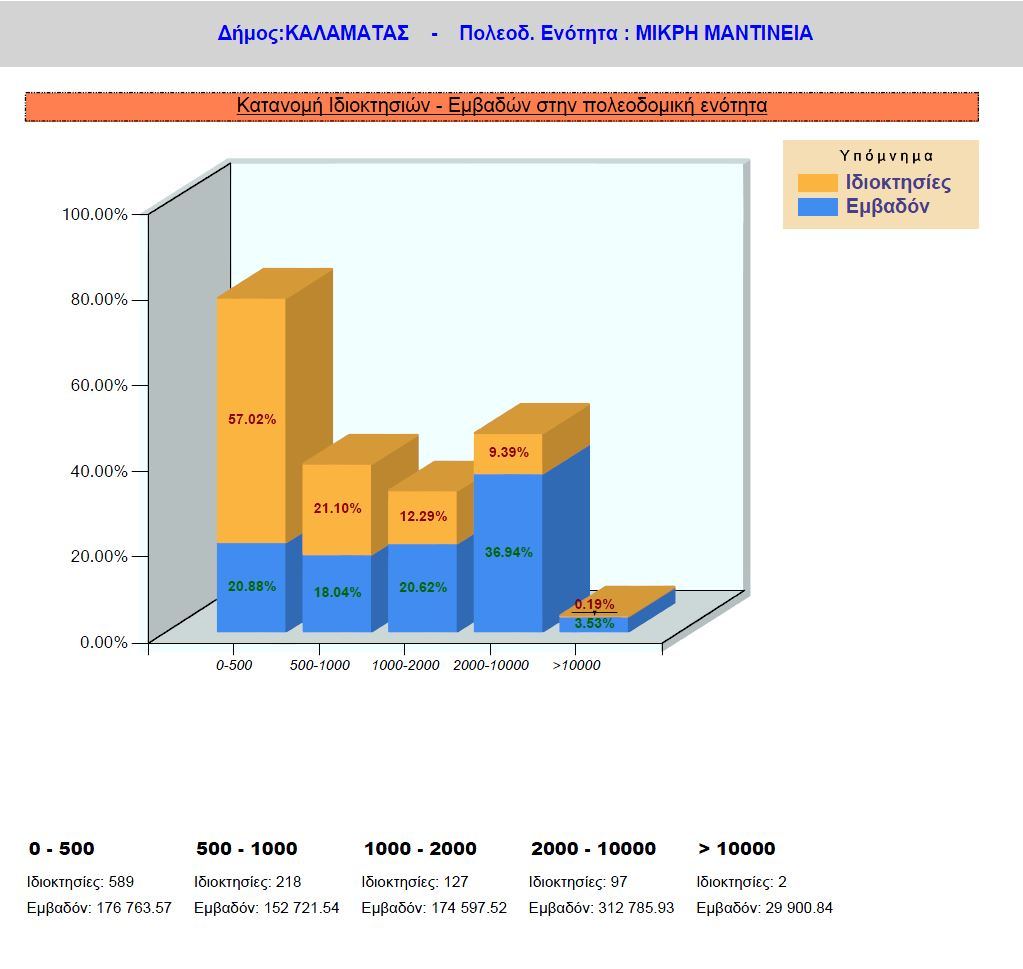 Δήμος:ΚΑΛΑΜΑΤΑΣ - Πολεοδ. Ενότητα : ΜΙΚΡΗ ΜΑΝΤΙΝΕΙΑ
Κατανομή Ιδιοκτησιών - Εμβαδών στην πολεοδομική ενότητα
Υπόμνημα
Ιδιοκτησίες
Εμβαδόν
100.00%
80.00%
60.00%
40.00%
20.00%
0.00%
57.02%
21.10%
12.29%
9.39%
0.19%
20.88%
18.04%
20.62%
36.94%
3.53%
0-500 500-1000 1000-2000 2000-10000 >10000
0 - 500 500 - 1000 1000 - 2000 2000 - 10000 > 10000
Ιδιοκτησίες: 589 Ιδιοκτησίες: 218 Ιδιοκτησίες: 127 Ιδιοκτησίες: 97 Ιδιοκτησίες: 2
Εμβαδόν: 176 763.57 Εμβαδόν: 152 721.54 Εμβαδόν: 174 597.52 Εμβαδόν: 312 785.93 Εμβαδόν: 29 900.84